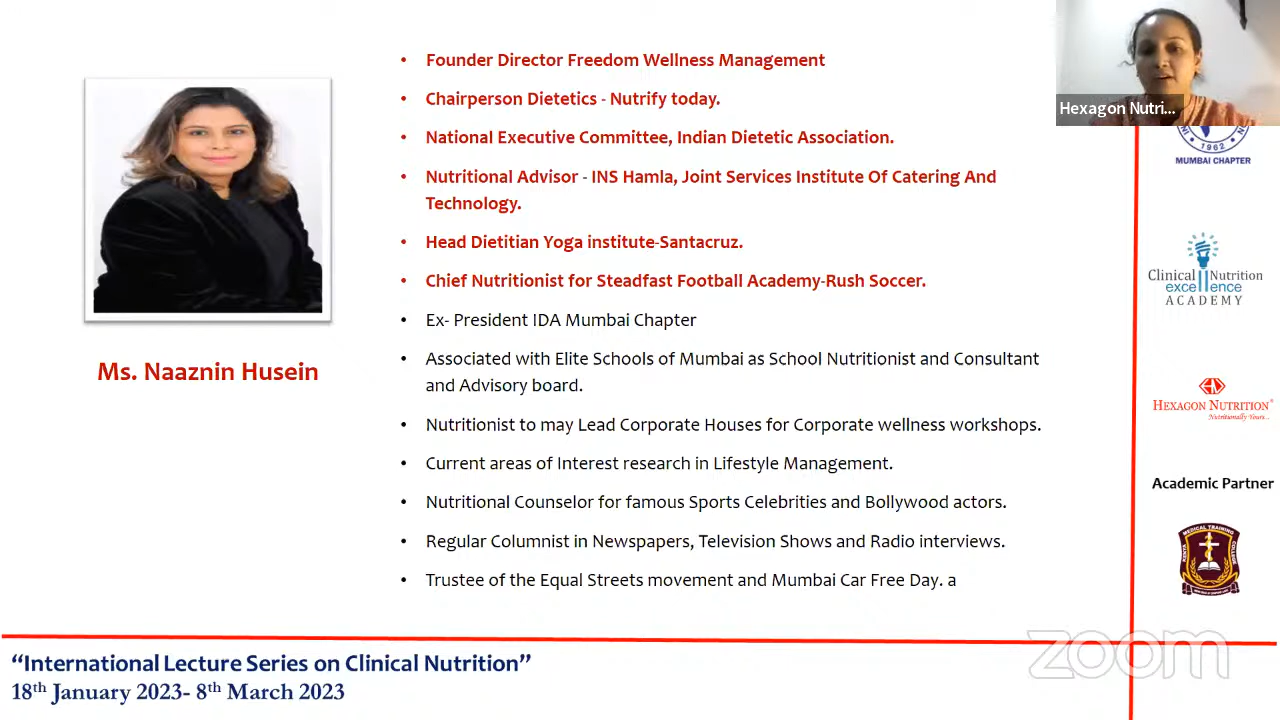 • Founder Director Freedom Wellness Management
• Chairperson Dietetics - Nutrify today.
• National Executive Committee, Indian Dietetic Association.
• Nutritional Advisor - INS Hamla, Joint Services Institute Of Catering And
Technology.
• Head Dietitian Yoga institute-Santacruz.
• Chief Nutritionist for Steadfast Football Academy-Rush Soccer.
• Ex- President IDA Mumbai Chapter
• Associated with Elite Schools of Mumbai as School Nutritionist and Consultant
and Advisory board.
• Nutritionist to may Lead Corporate Houses for Corporate wellness workshops.
• Current areas of Interest research in Lifestyle Management.
• Nutritional Counselor for famous Sports Celebrities and Bollywood actors.
• Regular Columnist in Newspapers, Television Shows and Radio interviews.
• Trustee of the Equal Streets movement and Mumbai Car Free Day. a
Ms. Naaznin Husein
Hexagon Nutri...
1962
MUMBAI CHAPTER
Clinical Nutrition
excellence
ACADEMY
HEXAGON NUTRITION®
Nutritionally Yours...
Academic Partner
MEDICAL TRAINING
"International Lecture Series on Clinical Nutrition"
18th January 2023- 8th March 2023
zoom